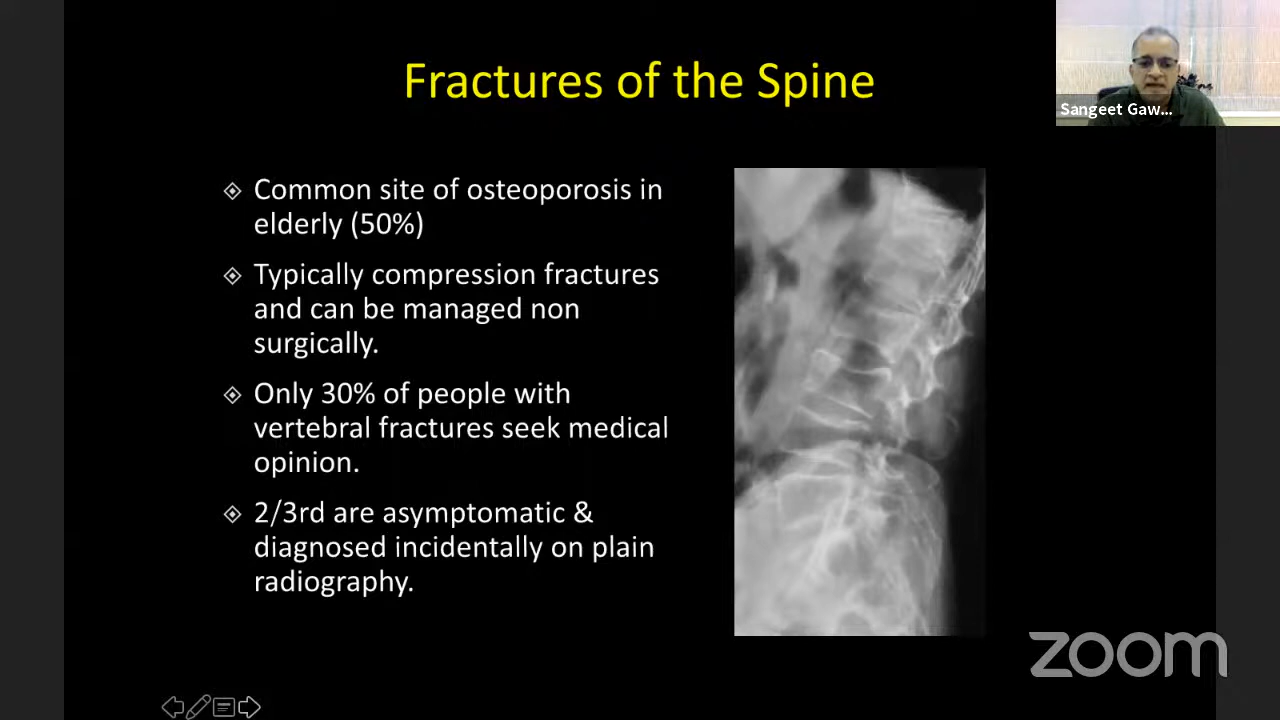 Fractures of the Spine
Sangeet Gaw...
Common site of osteoporosis in
elderly (50%)
Typically compression fractures
and can be managed non
surgically.
Only 30% of people with
vertebral fractures seek medical
opinion.
2/3rd are asymptomatic &
diagnosed incidentally on plain
radiography.
zoom